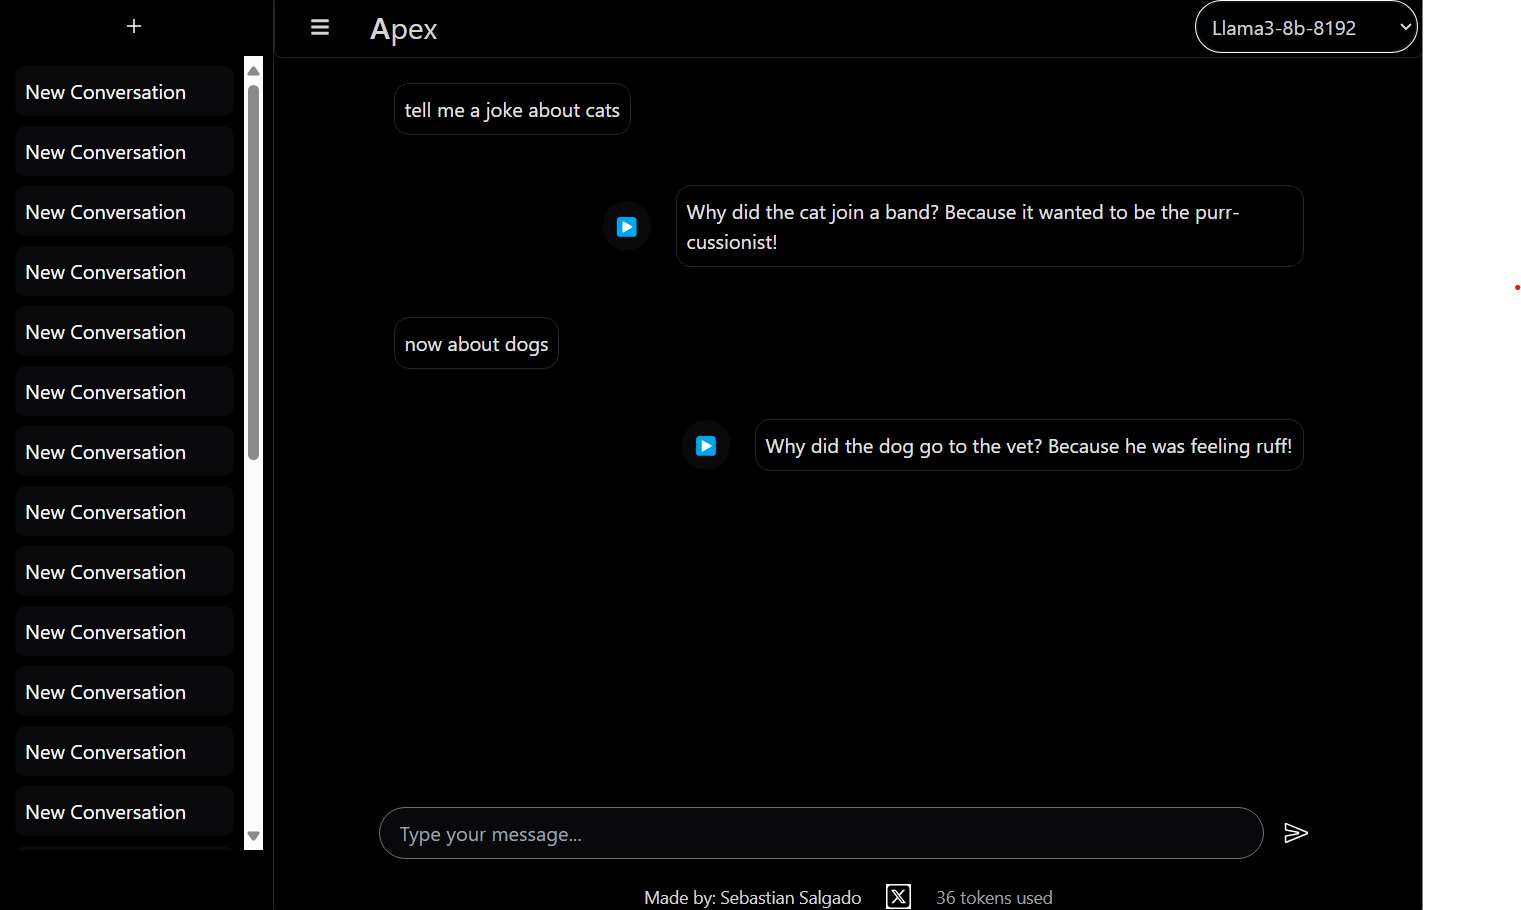 +
New Conversation
New Conversation
New Conversation
New Conversation
New Conversation
New Conversation
New Conversation
New Conversation
New Conversation
New Conversation
New Conversation
New Conversation
New Conversation
Apex
Llama3-8b-8192
tell me a joke about cats
Why did the cat join a band? Because it wanted to be the purr-
cussionist!
now about dogs
Why did the dog go to the vet? Because he was feeling ruff!
Type your message...
Made by: Sebastian Salgado
X
36 tokens used